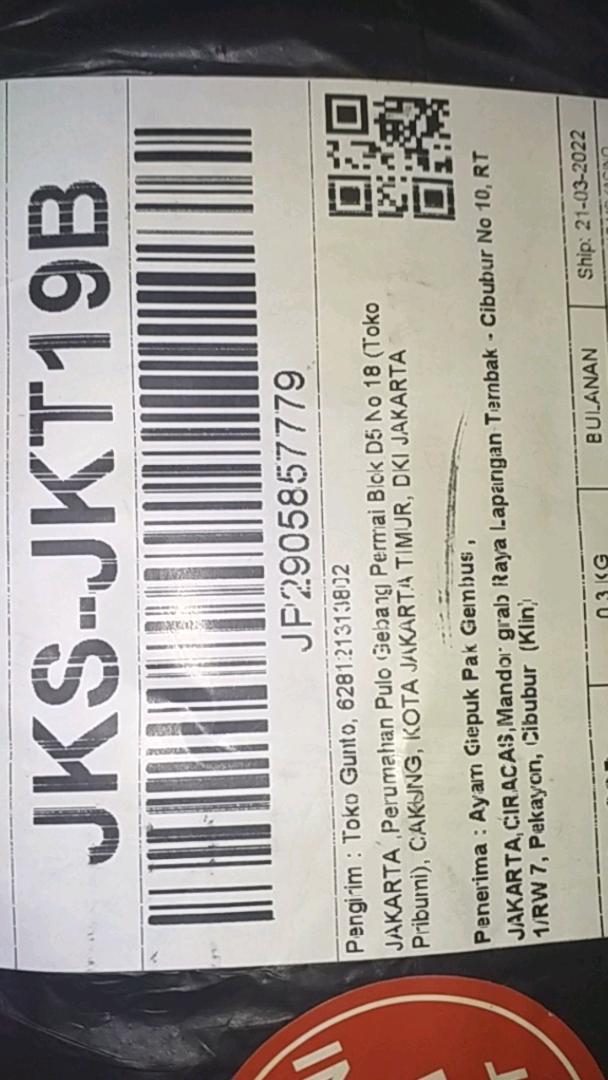 JKS-JKT19B
JP2905857779
Pengirim : Toko Gunto,
JAKARTA ,Perumahan Pulo Gebang Permai Blok D5 No 18 (Toko
Pribumi), CAKUNG, KOTA JAKARTA TIMUR, DKI JAKARTA
Penerima : Ayam Gepuk Pak Gembus ,
JAKARTA,CIRACAS,Mandor grab Raya Lapangan Tembak - Cibubur No 10, RT
1/RW 7, Pekayon, Cibubur (Klin)
0.3 KG
BULANAN
Ship: 21-03-2022